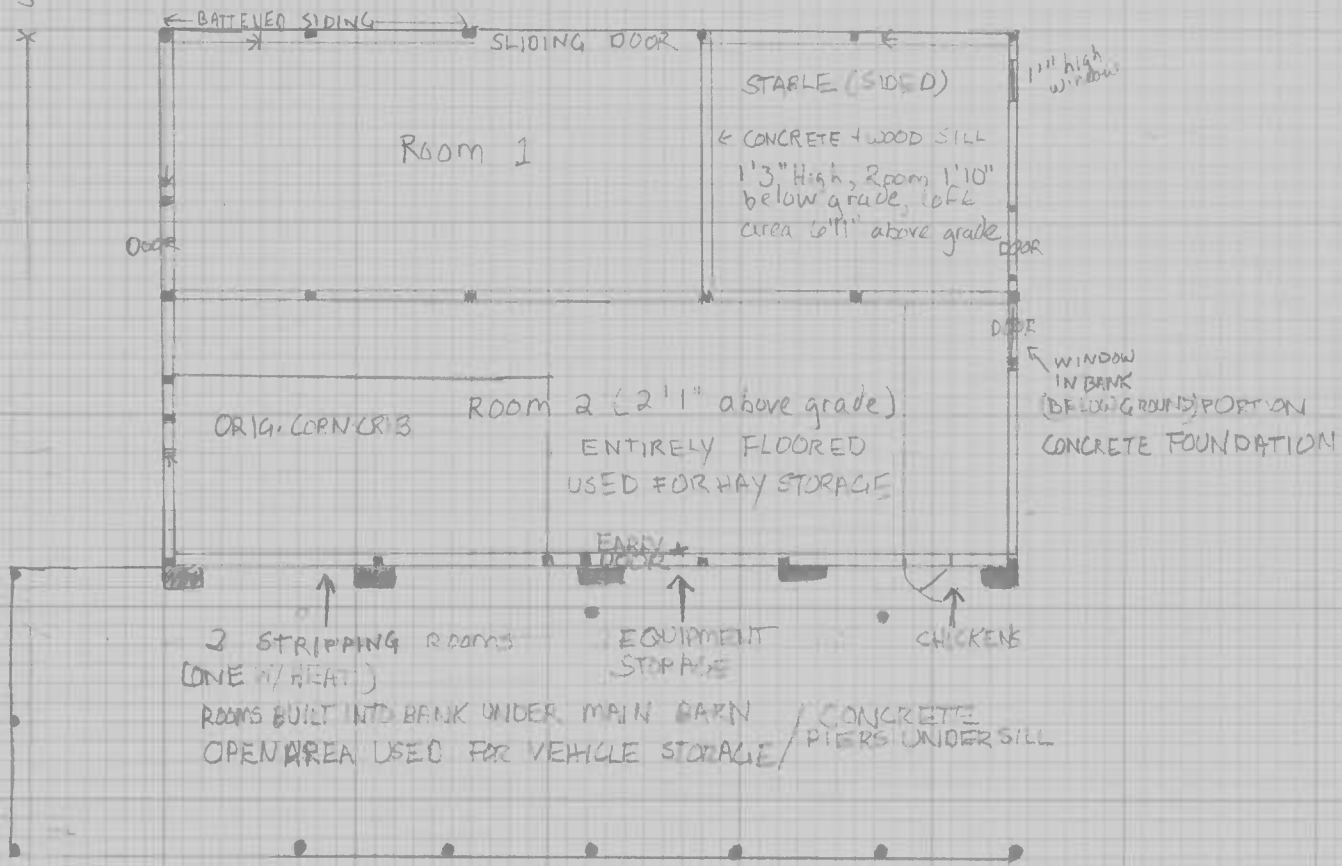 BATTENED SIDING
SLIDING DOOR
1'1" high
window
STABLE (SIDED)
Room 1
← CONCRETE + WOOD SILL
1'3" High, Room 1'10"
below grade, loft
area 6'11" above grade
DOOR
DOOR
DOOR
WINDOW
IN BANK
(BELOW GROUND) PORTION
CONCRETE FOUNDATION
ORIG. CORNCRIB
ROOM 2 (2'1" above grade)
ENTIRELY FLOORED
USED FOR HAY STORAGE
EARLY
DOOR
2 STRIPPING Rooms
(ONE W/HEAT)
EQUIPMENT
STORAGE
CHICKENS
ROOMS BUILT INTO BANK UNDER MAIN BARN
OPEN AREA USED FOR VEHICLE STORAGE
CONCRETE
PIERS UNDER SILL